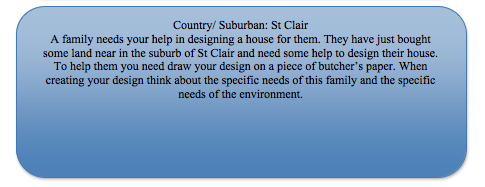 Country/ Suburban: St Clair
A family needs your help in designing a house for them. They have just bought
some land near in the suburb of St Clair and need some help to design their house.
To help them you need draw your design on a piece of butcher’s paper. When
creating your design think about the specific needs of this family and the specific
needs of the environment.